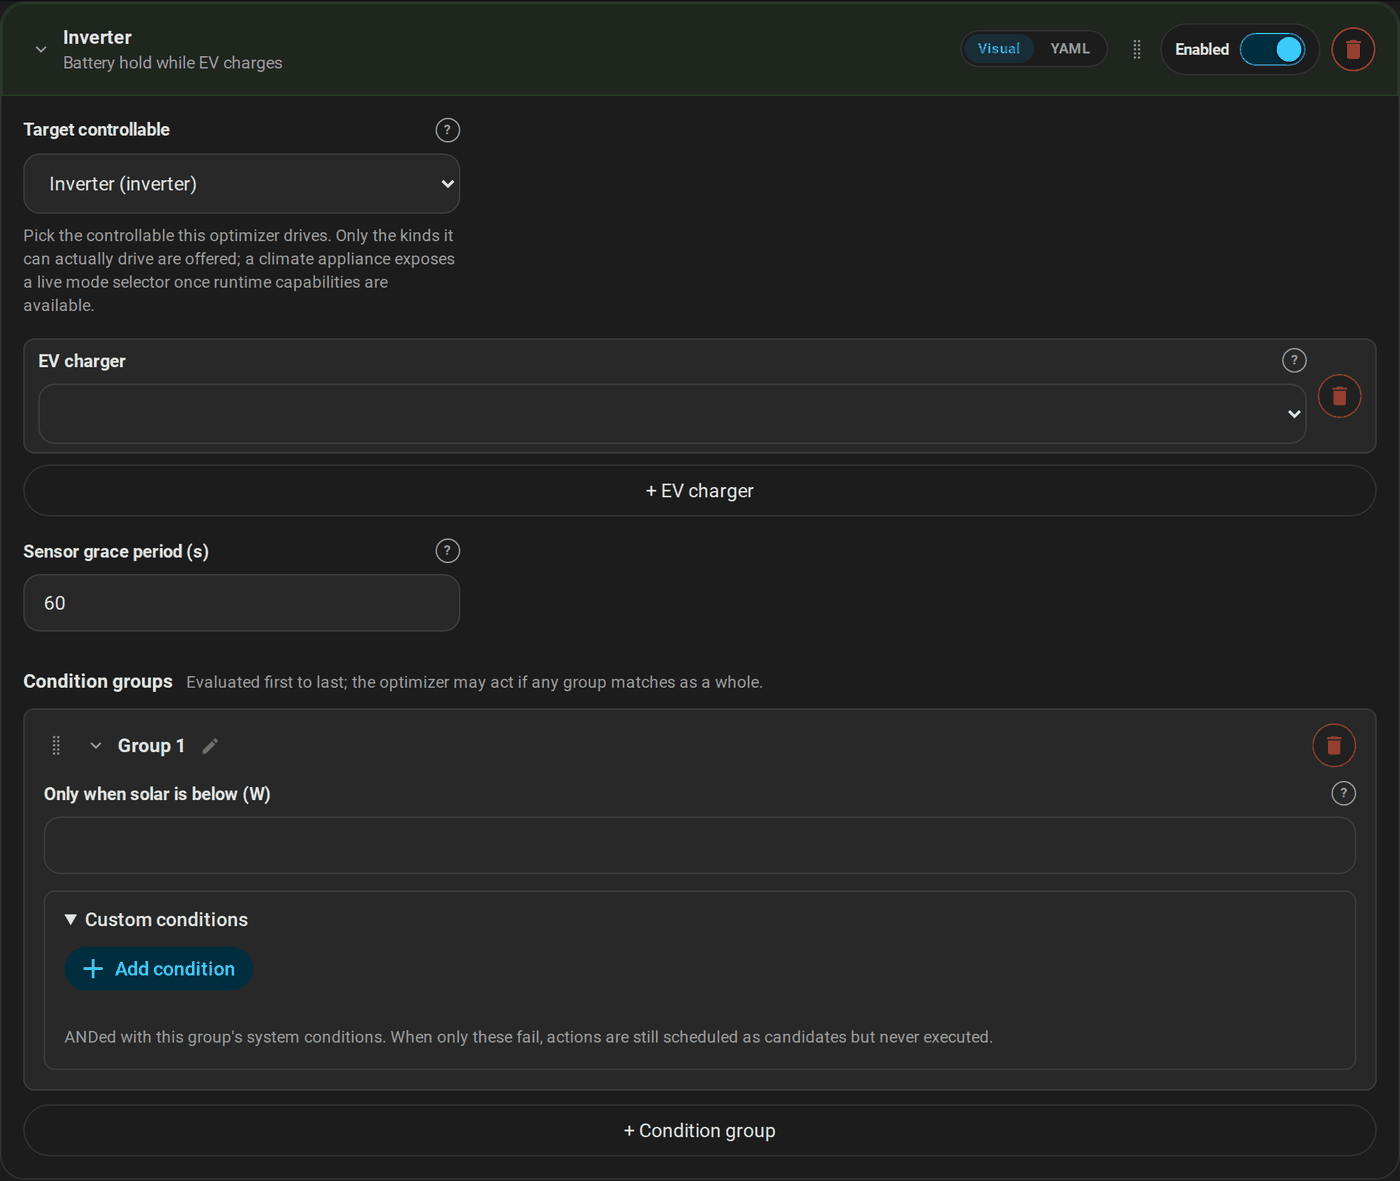 Inverter
Battery hold while EV charges
Visual YAML Enabled
Target controllable ?
Inverter (inverter)
Pick the controllable this optimizer drives. Only the kinds it
can actually drive are offered; a climate appliance exposes
a live mode selector once runtime capabilities are
available.
EV charger ?
+ EV charger
Sensor grace period (s) ?
60
Condition groups Evaluated first to last; the optimizer may act if any group matches as a whole.
Group 1
Only when solar is below (W) ?
Custom conditions
+ Add condition
ANDed with this group's system conditions. When only these fail, actions are still scheduled as candidates but never executed.
+ Condition group